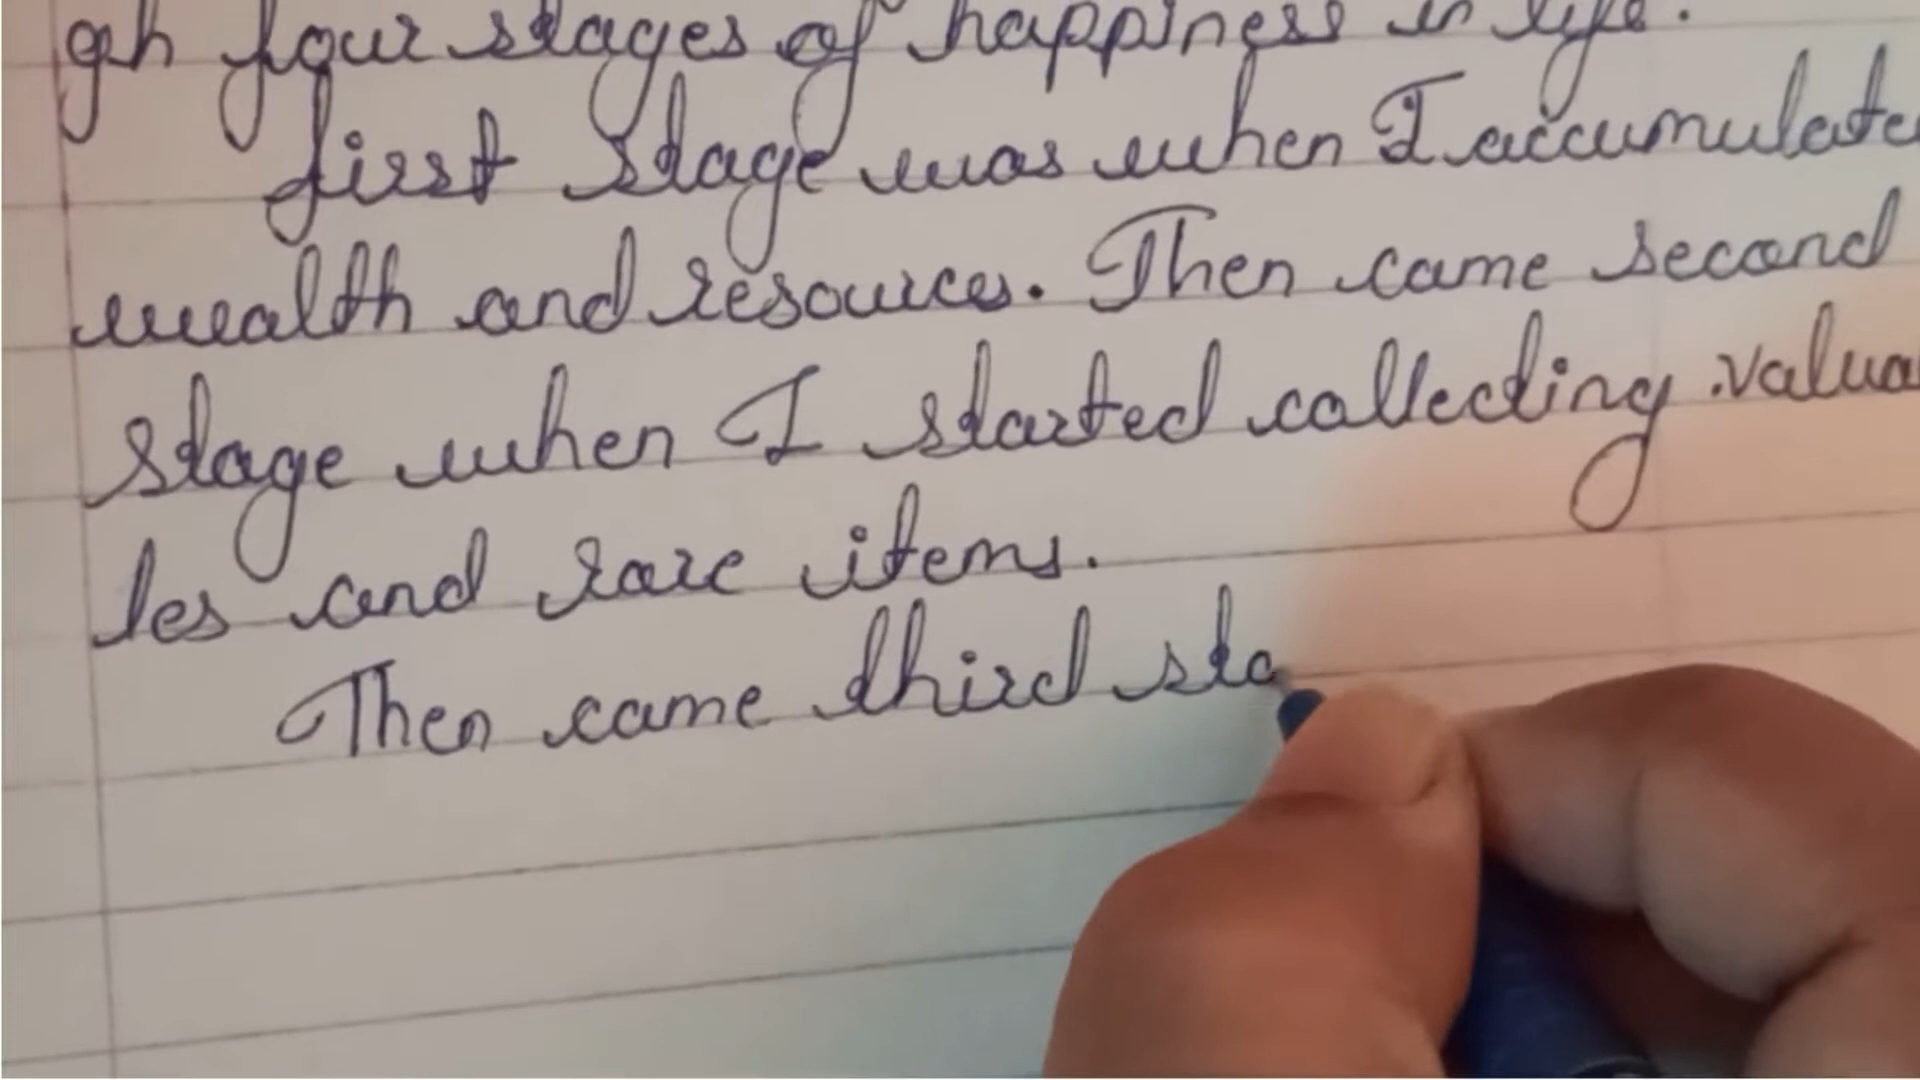 gh four stages of happiness in life.
first stage was when I accumulate
wealth and resources. Then came second
stage when I started collecting valua
les and rare items.
Then came third sta